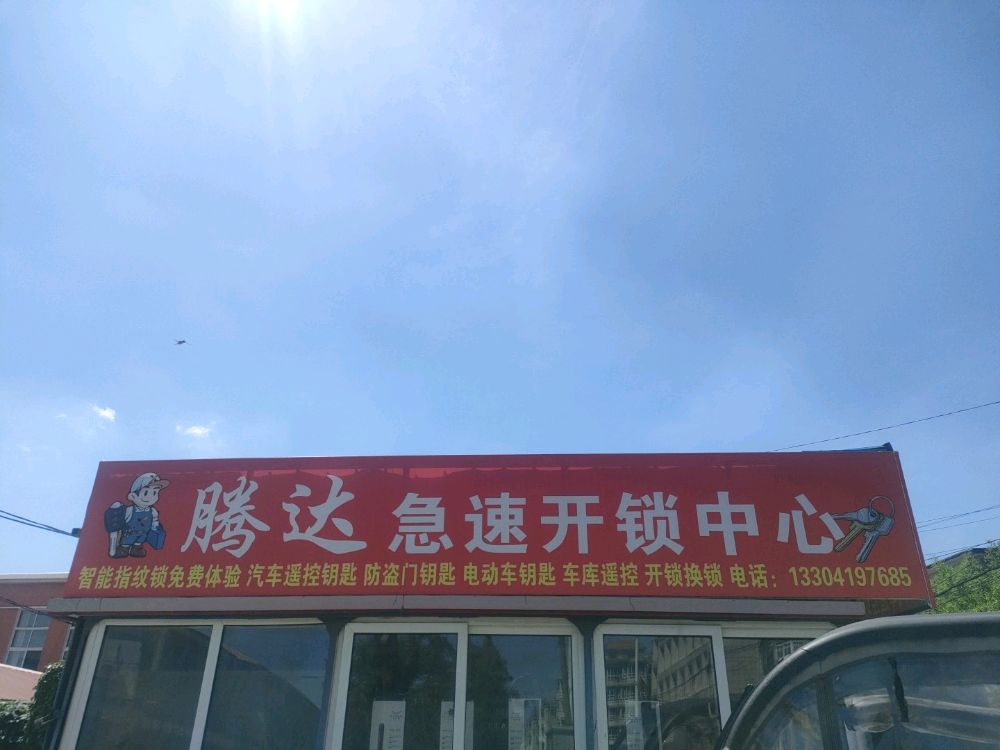 腾达 急速开锁中心
智能指纹锁免费体验 汽车遥控钥匙 防盗门钥匙 电动车钥匙 车库遥控 开锁换锁 电话：13304197685